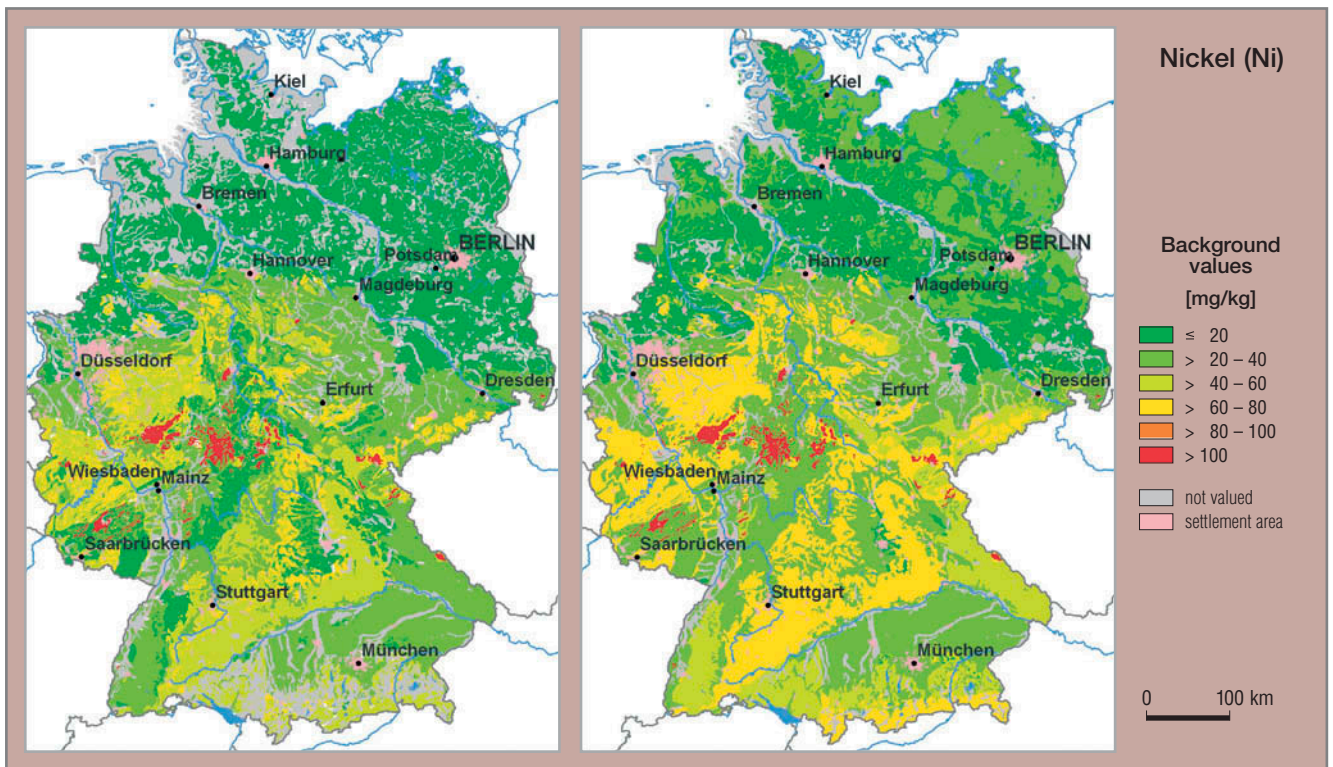 Kiel
Hamburg
Bremen
BERLIN
Potsdam
Hannover
Magdeburg
Düsseldorf
Erfurt
Dresden
Wiesbaden
Mainz
Saarbrücken
Stuttgart
München
Kiel
Hamburg
Bremen
BERLIN
Potsdam
Hannover
Magdeburg
Düsseldorf
Erfurt
Dresden
Wiesbaden
Mainz
Saarbrücken
Stuttgart
München
Nickel (Ni)
Background
values
[mg/kg]
≤ 20
> 20 – 40
> 40 – 60
> 60 – 80
> 80 – 100
> 100
not valued
settlement area
0 100 km